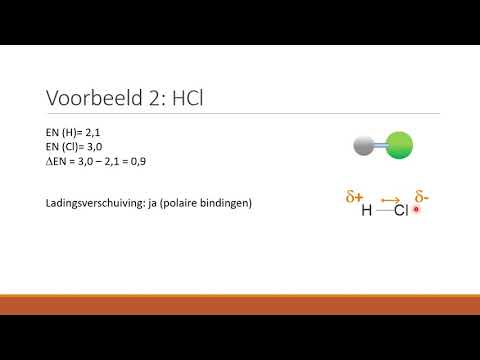 Voorbeeld 2: HCl
EN (H)= 2,1
EN (Cl)= 3,0
∆EN = 3,0 – 2,1 = 0,9
Ladingsverschuiving: ja (polaire bindingen)
δ+ δ-
H Cl